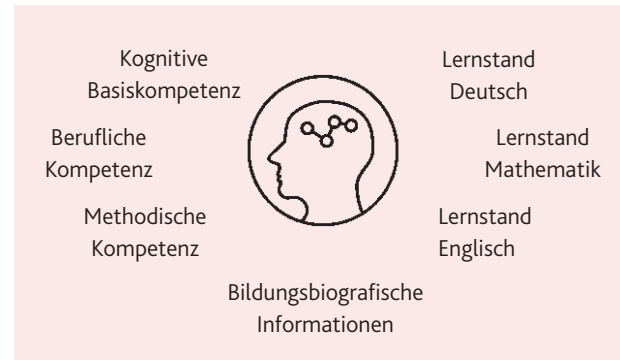 Kognitive
Basiskompetenz
Lernstand
Deutsch
Berufliche
Kompetenz
Lernstand
Mathematik
Methodische
Kompetenz
Lernstand
Englisch
Bildungsbiografische
Informationen